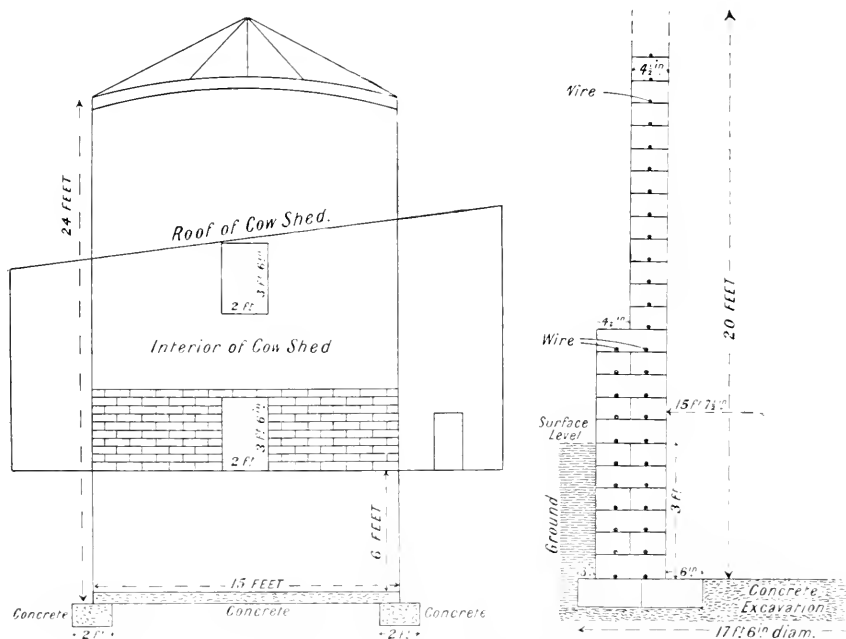 24 FEET
Roof of Cow Shed.
3 ft 6 in
2 ft
Interior of Cow Shed
3 ft 6 in
2 ft
6 FEET
15 FEET
Concrete
Concrete
Concrete
2 ft
2 ft
4½ in
Wire
20 FEET
4½ in
Wire
15 ft 7½ in
Surface
Level
Ground
3 ft
3
6 in
Concrete
Excavation
17 ft 6 in diam.